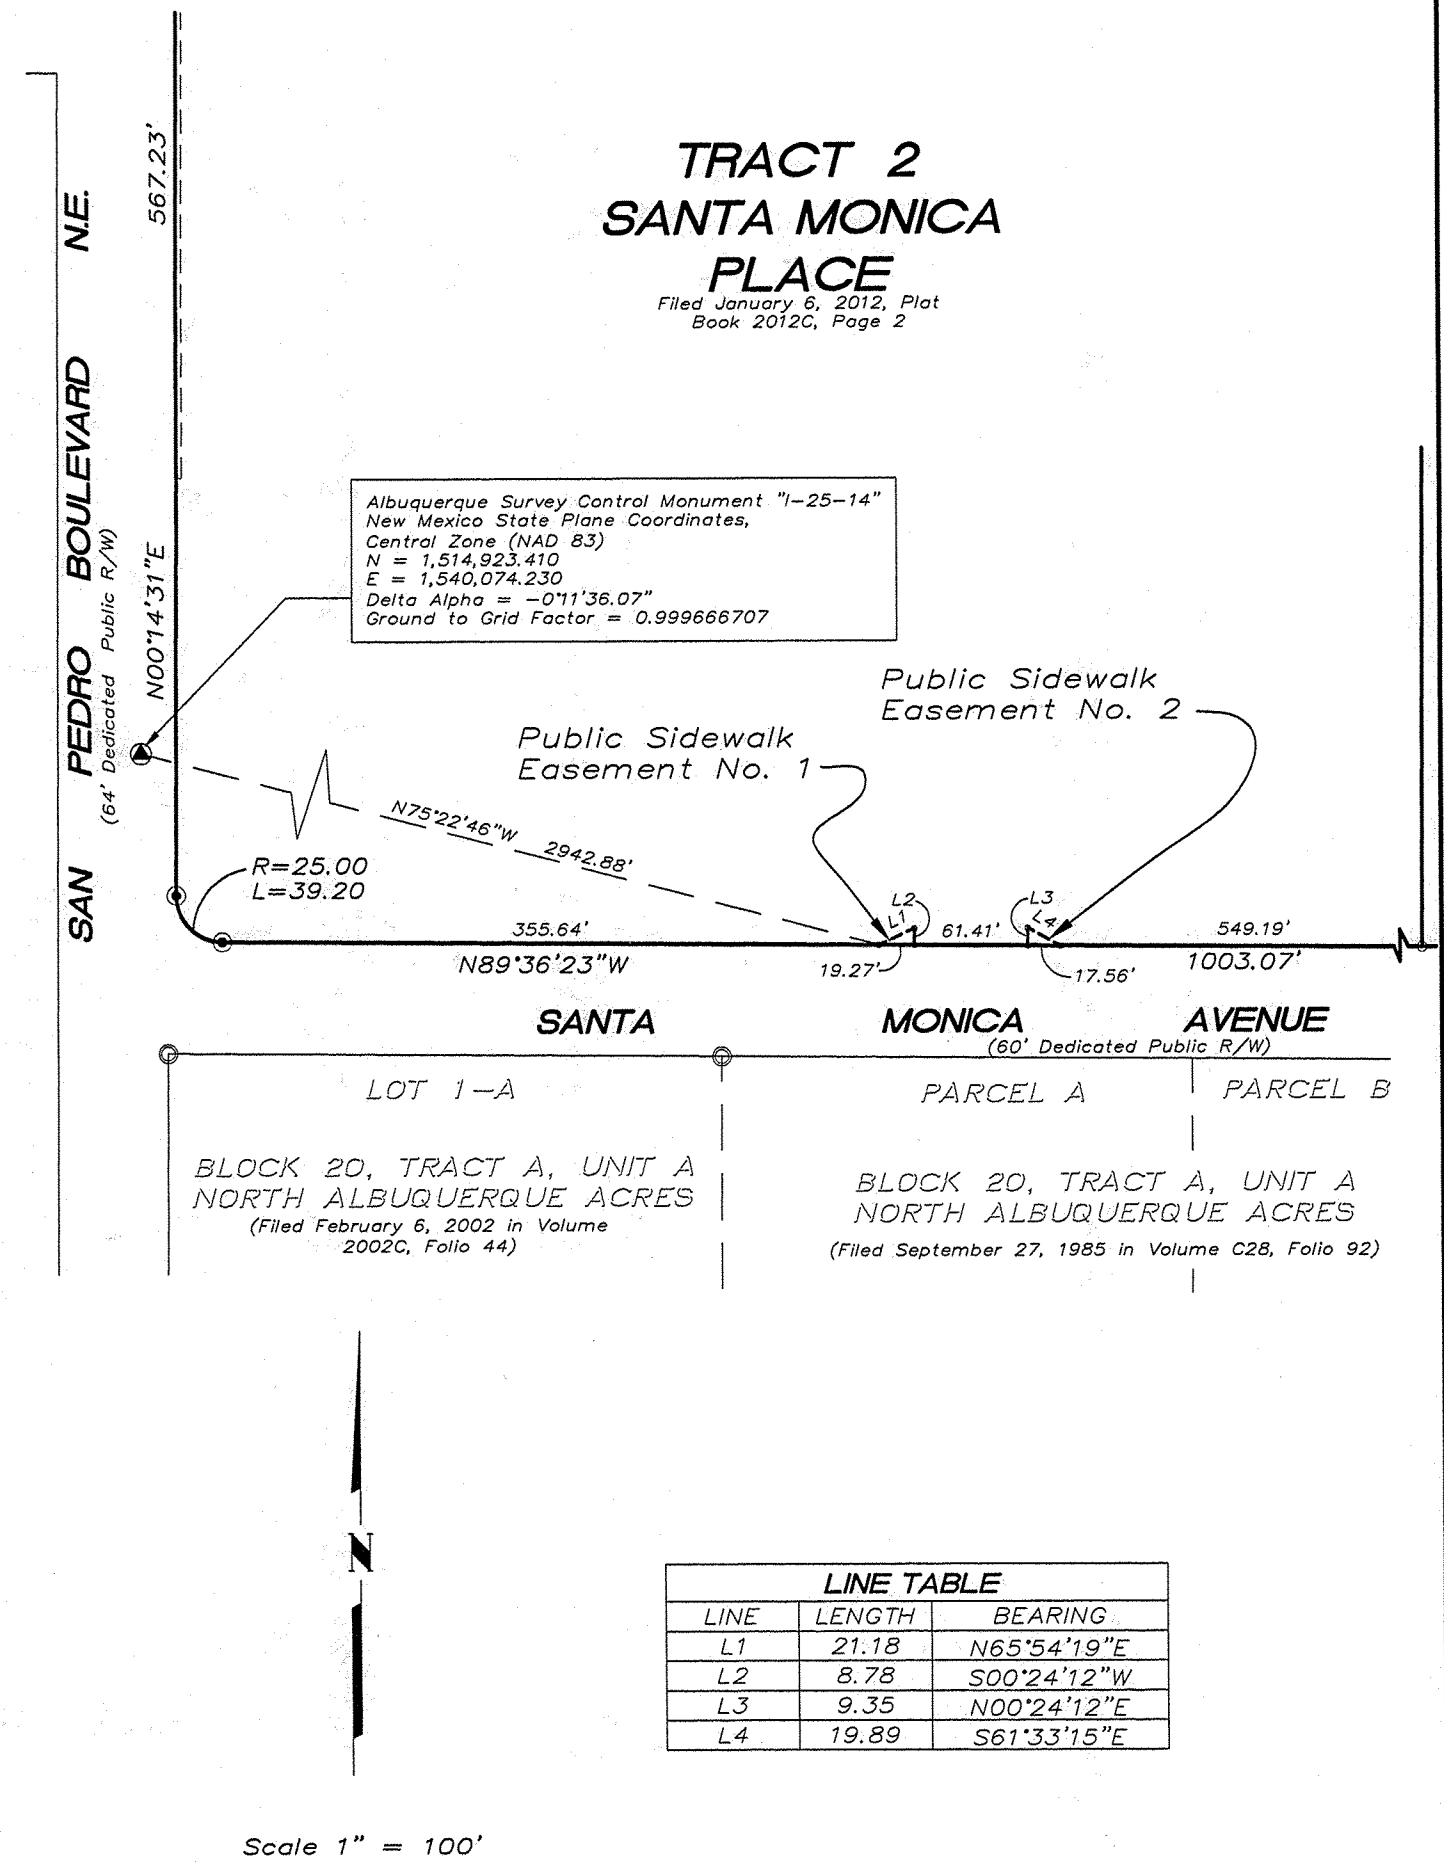 TRACT 2
SANTA MONICA
PLACE
Filed January 6, 2012, Plat
Book 2012C, Page 2
567.23'
N00°14'31"E
SAN PEDRO BOULEVARD N.E.
(64' Dedicated Public R/W)
Albuquerque Survey Control Monument "I-25-14"
New Mexico State Plane Coordinates,
Central Zone (NAD 83)
N = 1,514,923.410
E = 1,540,074.230
Delta Alpha = -0°11'36.07"
Ground to Grid Factor = 0.999666707
Public Sidewalk
Easement No. 2
Public Sidewalk
Easement No. 1
N75°22'46"W 2942.88'
R=25.00
L=39.20
L2
L1
L3
L4
355.64'
61.41'
549.19'
N89°36'23"W
19.27'
17.56'
1003.07'
SANTA MONICA AVENUE
(60' Dedicated Public R/W)
LOT 1-A
PARCEL A
PARCEL B
BLOCK 20, TRACT A, UNIT A
NORTH ALBUQUERQUE ACRES
(Filed February 6, 2002 in Volume
2002C, Folio 44)
BLOCK 20, TRACT A, UNIT A
NORTH ALBUQUERQUE ACRES
(Filed September 27, 1985 in Volume C28, Folio 92)
N
LINE TABLE
LINE LENGTH BEARING
L1 21.18 N65°54'19"E
L2 8.78 S00°24'12"W
L3 9.35 N00°24'12"E
L4 19.89 S61°33'15"E
Scale 1" = 100'